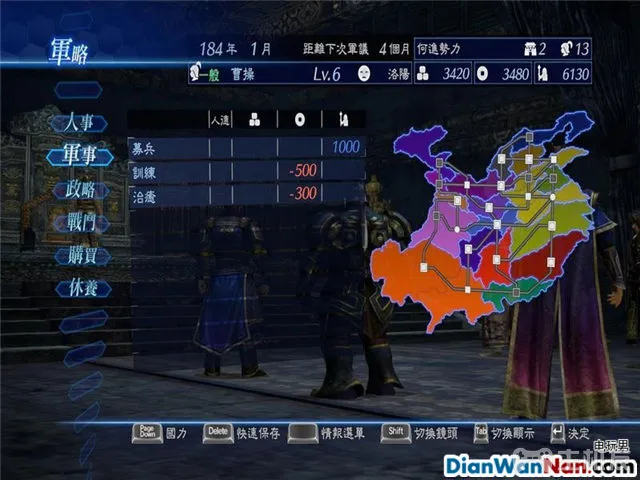 軍略
184年 1月 距離下次軍議 4個月 何進勢力 2 13
一般 曹操 Lv.6 洛陽 3420 3480 6130
人事
軍事
政略
戰鬥
購買
休養
人遣
募兵 1000
訓練 -500
治癒 -300
Page Down 國力 Delete 快速保存 情報選單 Shift 切換鏡頭 Tab 切換顯示 決定
电玩男
DianWanNan.com